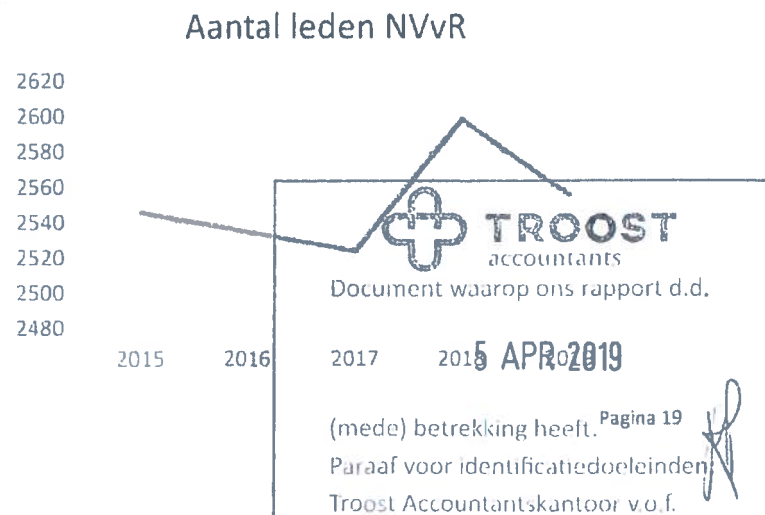 Aantal leden NVvR
2620
2600
2580
2560
2540
2520
2500
2480
TROOST
accountants
Document waarop ons rapport d.d.
2015 2016 2017 2018
5 APR 2019
(mede) betrekking heeft. Pagina 19
Paraaf voor identificatiedoeleinden
Troost Accountantskantoor v.o.f.